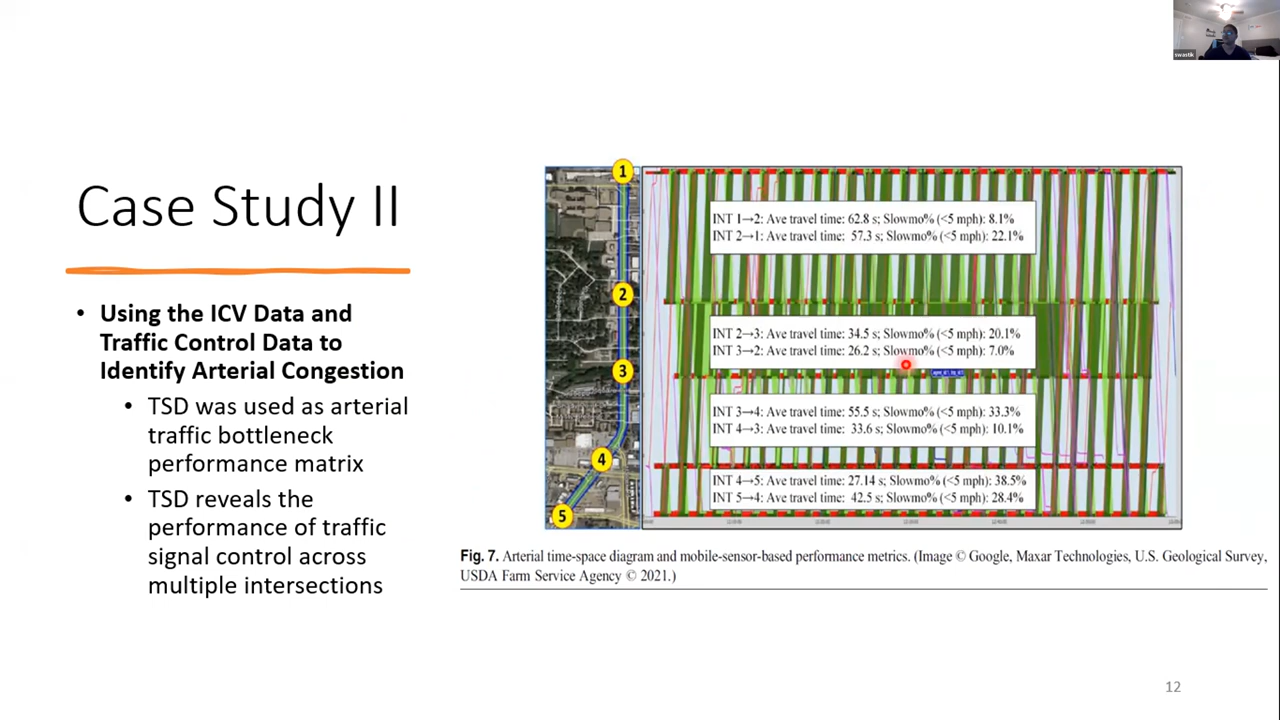 swastik
Case Study II
• Using the ICV Data and
Traffic Control Data to
Identify Arterial Congestion
• TSD was used as arterial
traffic bottleneck
performance matrix
• TSD reveals the
performance of traffic
signal control across
multiple intersections
1
2
3
4
5
INT 1→2: Ave travel time: 62.8 s; Slowmo% (<5 mph): 8.1%
INT 2→1: Ave travel time: 57.3 s; Slowmo% (<5 mph): 22.1%
INT 2→3: Ave travel time: 34.5 s; Slowmo% (<5 mph): 20.1%
INT 3→2: Ave travel time: 26.2 s; Slowmo% (<5 mph): 7.0%
INT 3→4: Ave travel time: 55.5 s; Slowmo% (<5 mph): 33.3%
INT 4→3: Ave travel time: 33.6 s; Slowmo% (<5 mph): 10.1%
INT 4→5: Ave travel time: 27.14 s; Slowmo% (<5 mph): 38.5%
INT 5→4: Ave travel time: 42.5 s; Slowmo% (<5 mph): 28.4%
Fig. 7. Arterial time-space diagram and mobile-sensor-based performance metrics. (Image © Google, Maxar Technologies, U.S. Geological Survey,
USDA Farm Service Agency © 2021.)
12